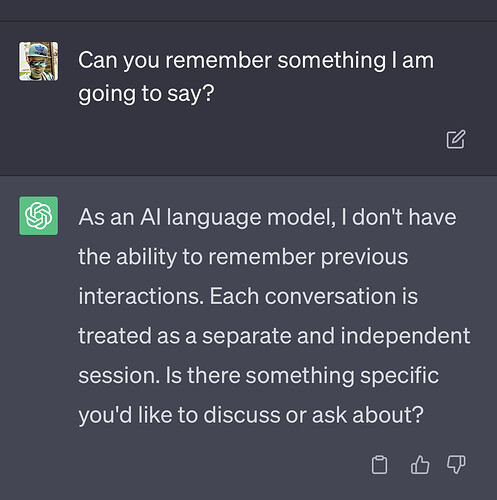 Can you remember something I am
going to say?
As an AI language model, I don't have
the ability to remember previous
interactions. Each conversation is
treated as a separate and independent
session. Is there something specific
you'd like to discuss or ask about?